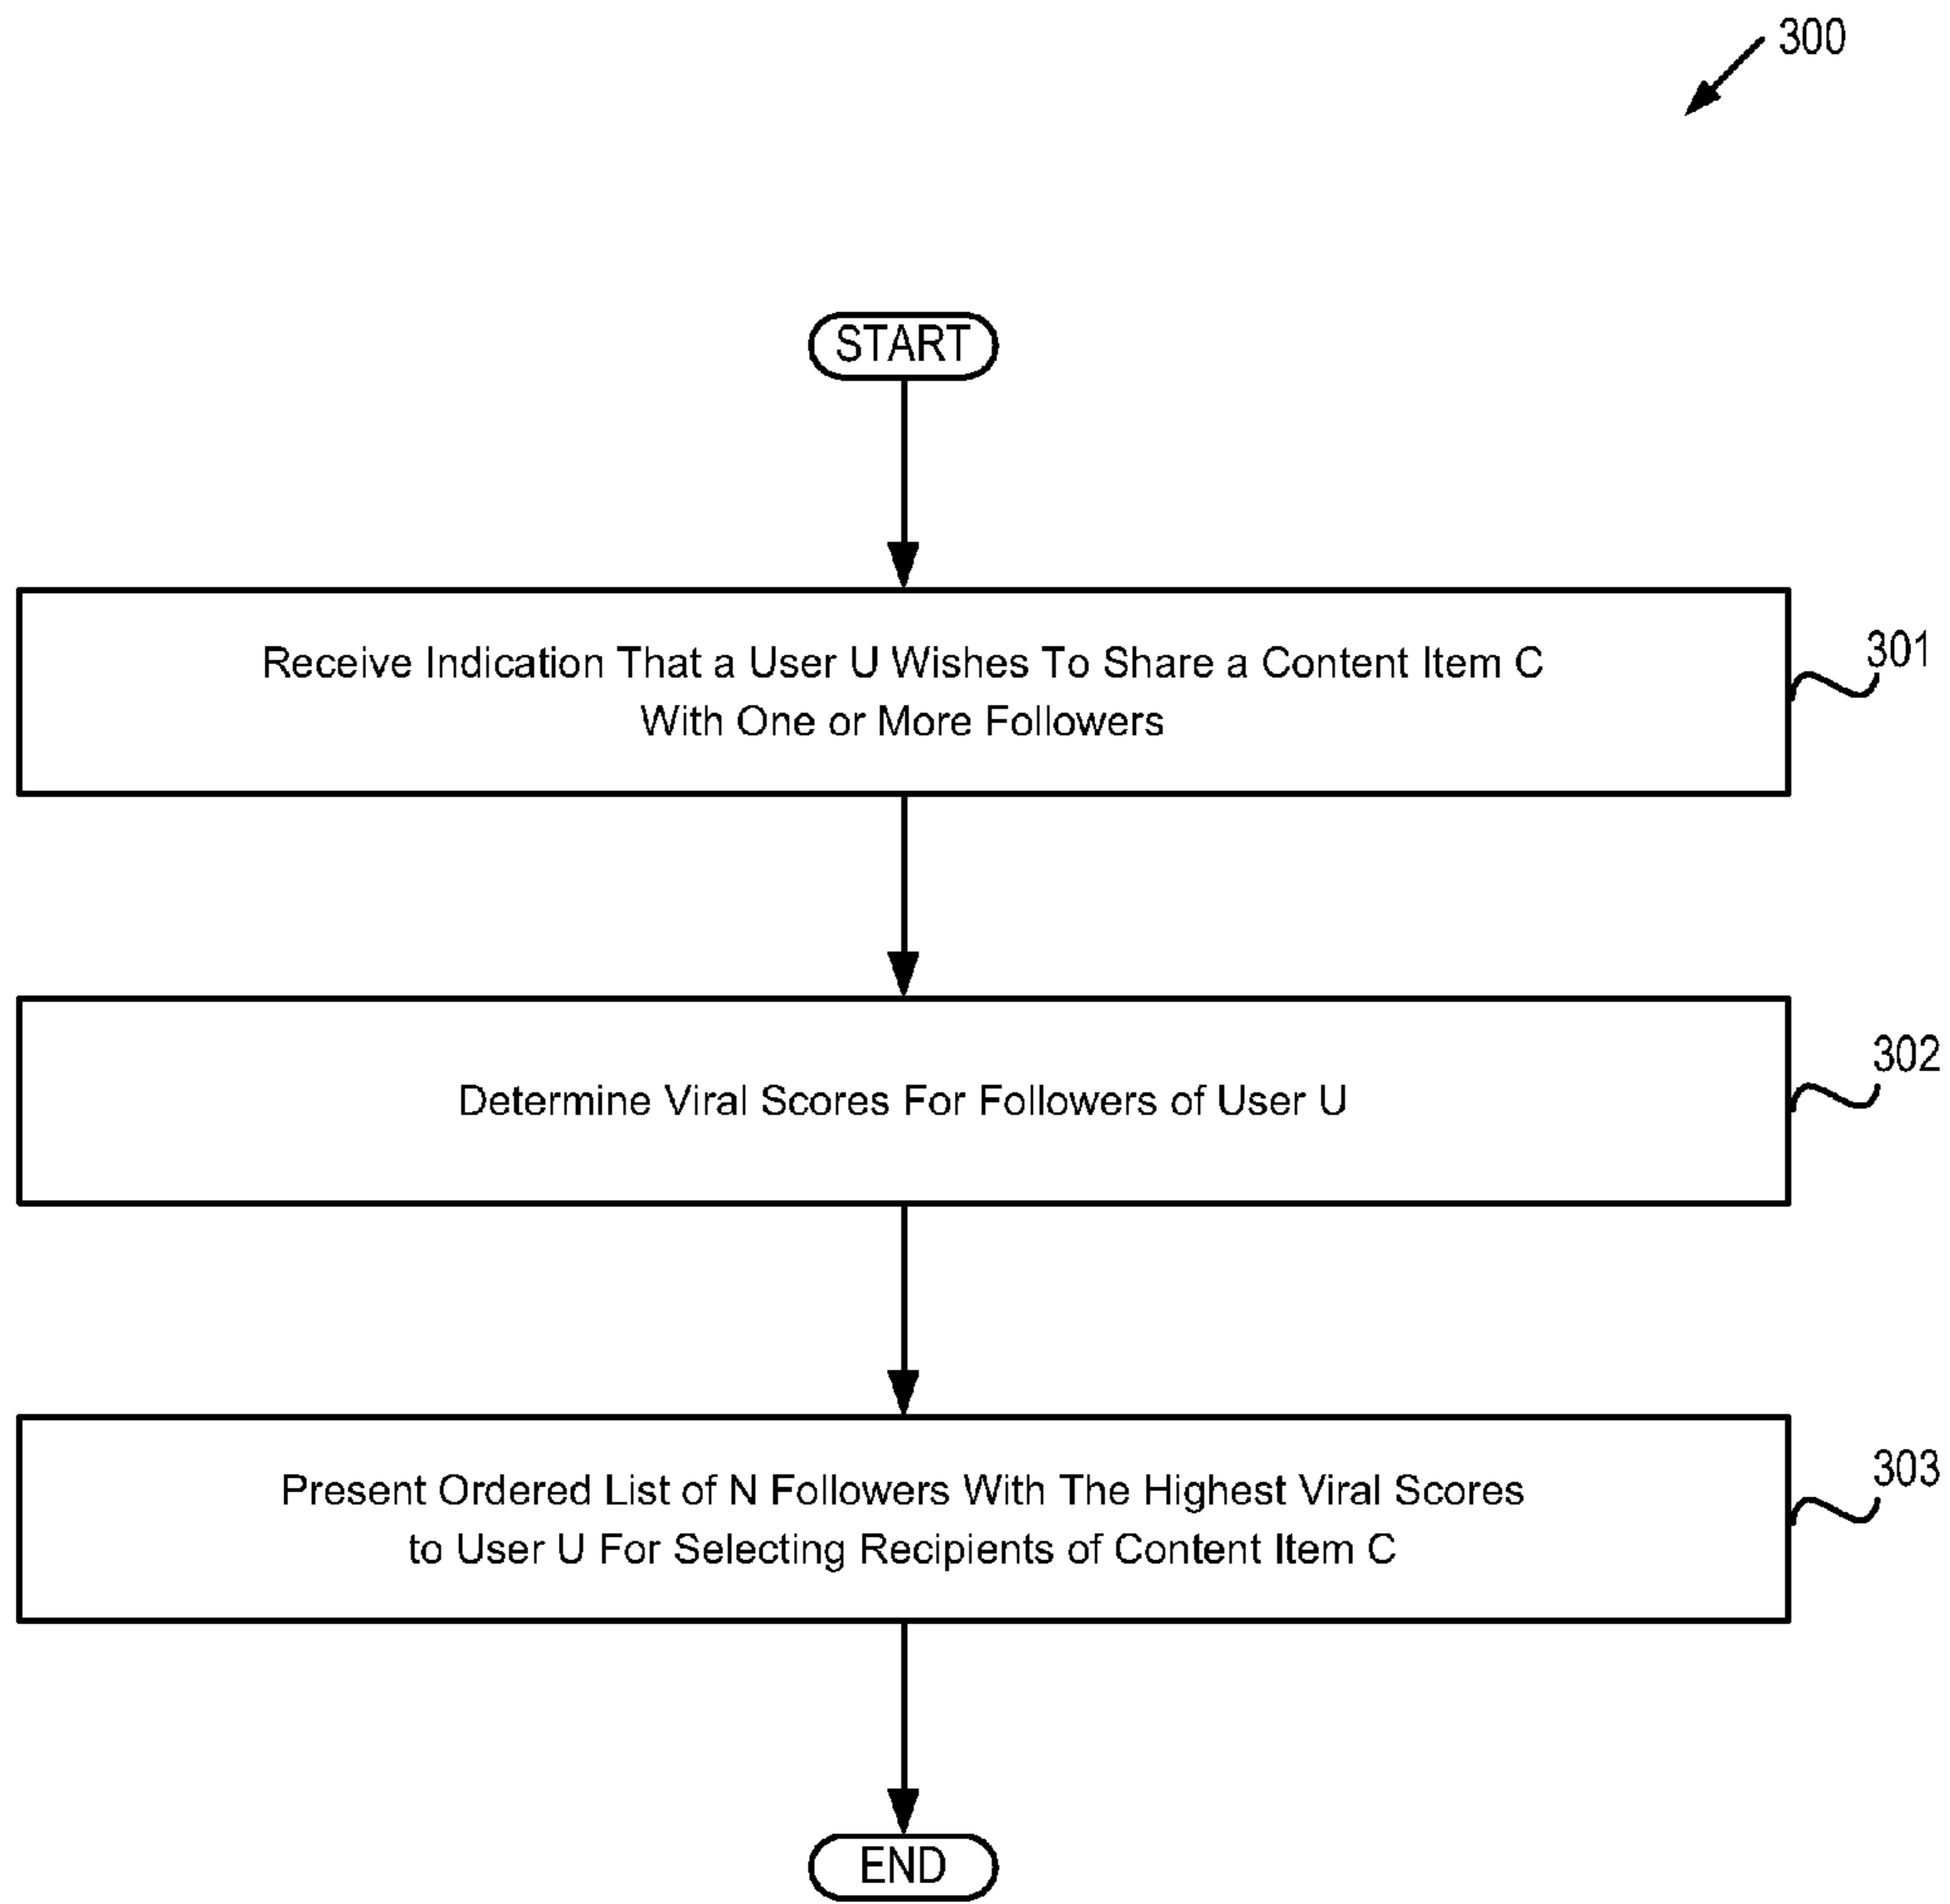 300
START
Receive Indication That a User U Wishes To Share a Content Item C
With One or More Followers
301
Determine Viral Scores For Followers of User U
302
Present Ordered List of N Followers With The Highest Viral Scores
to User U For Selecting Recipients of Content Item C
303
END